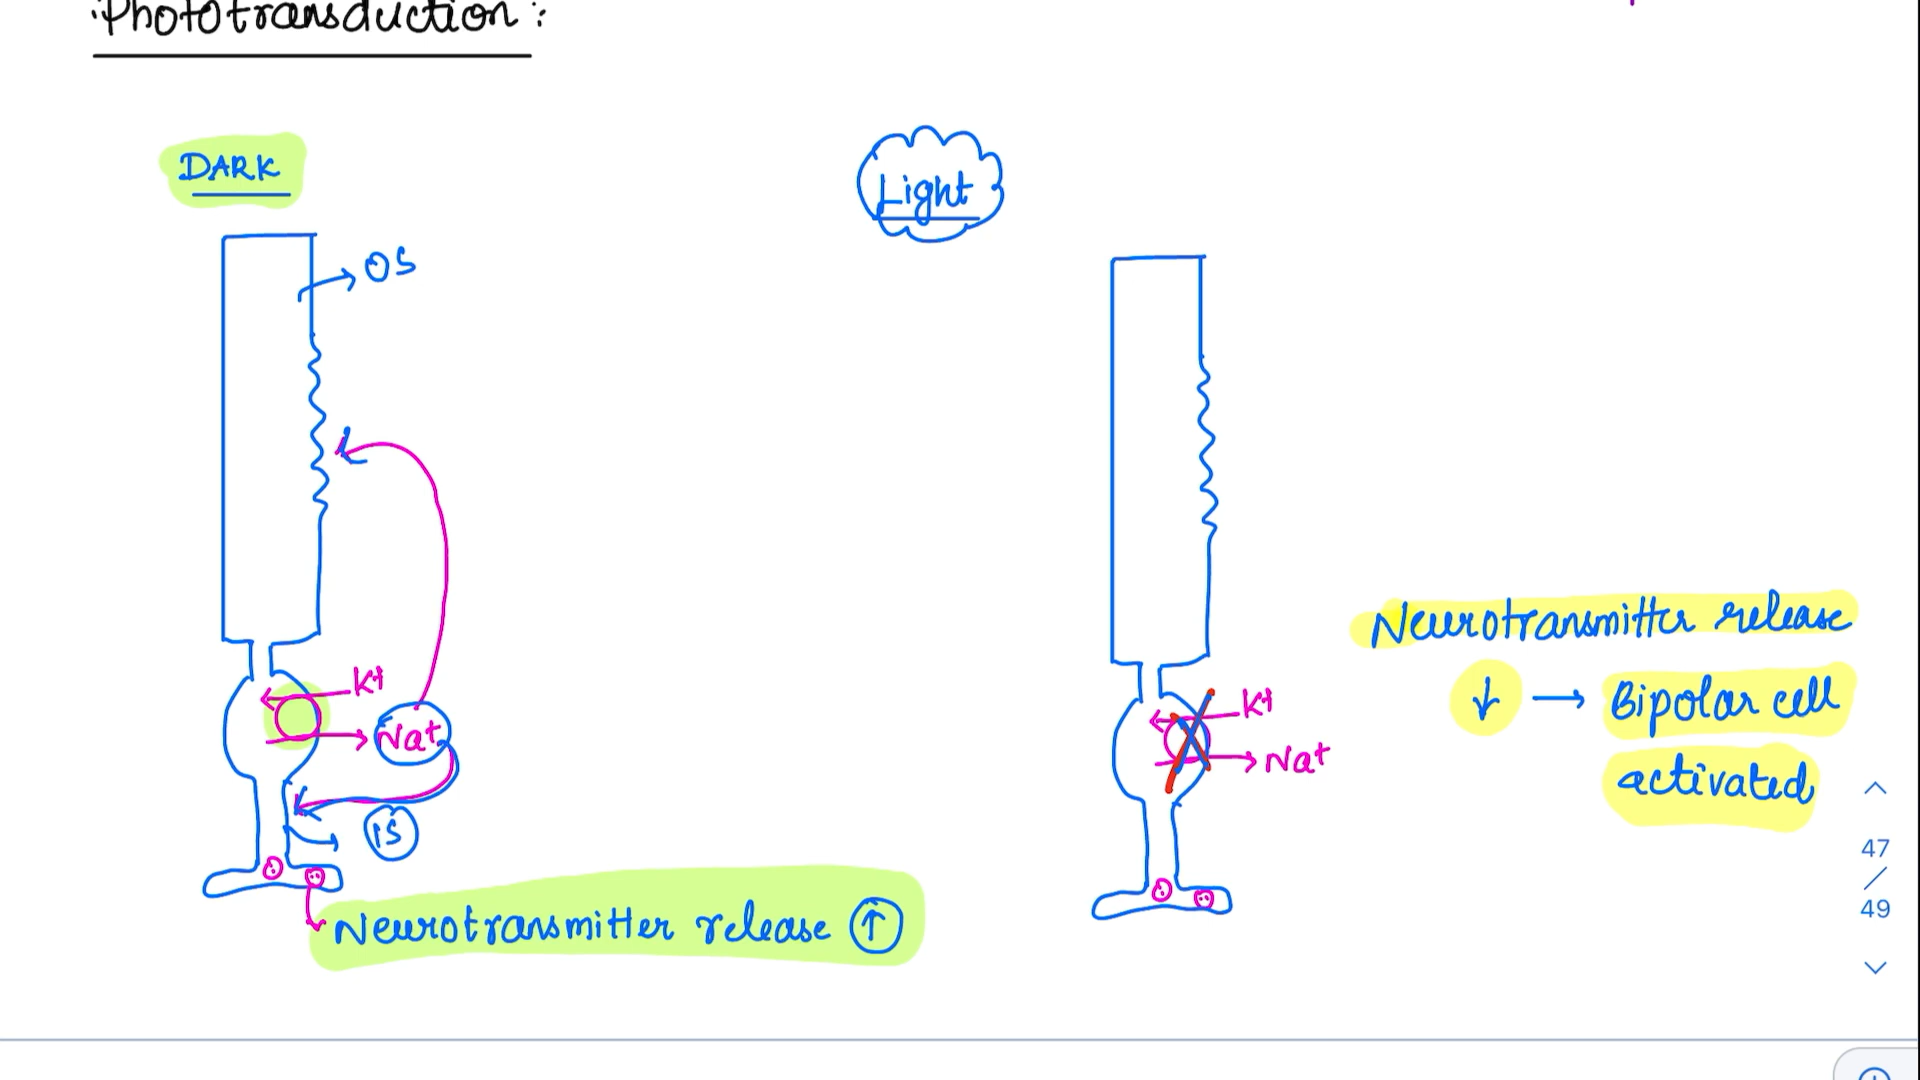 Phototransduction :
DARK
Light
OS
K+
Na+
IS
Neurotransmitter release ↑
K+
Na+
Neurotransmitter release
↓ → Bipolar cell
activated
47
/
49